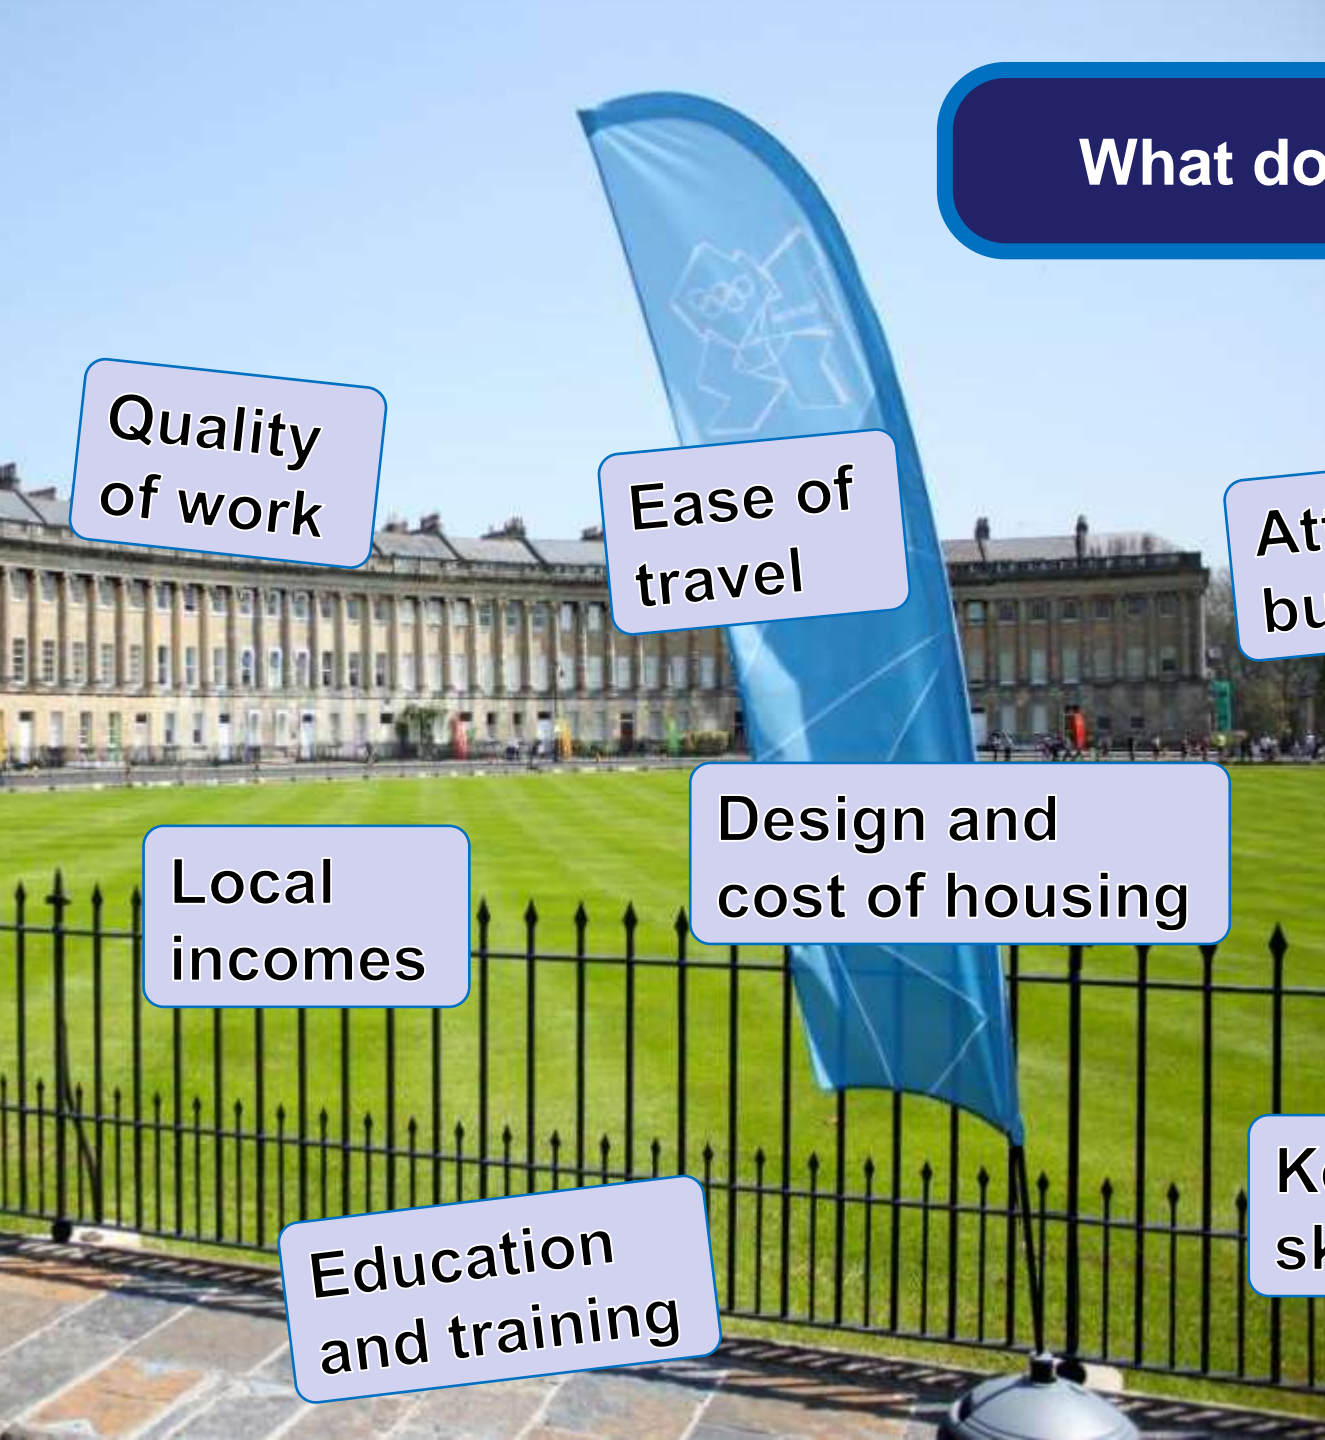 What do
Quality
of work
Ease of
travel
Design and
cost of housing
Local
incomes
Education
and training